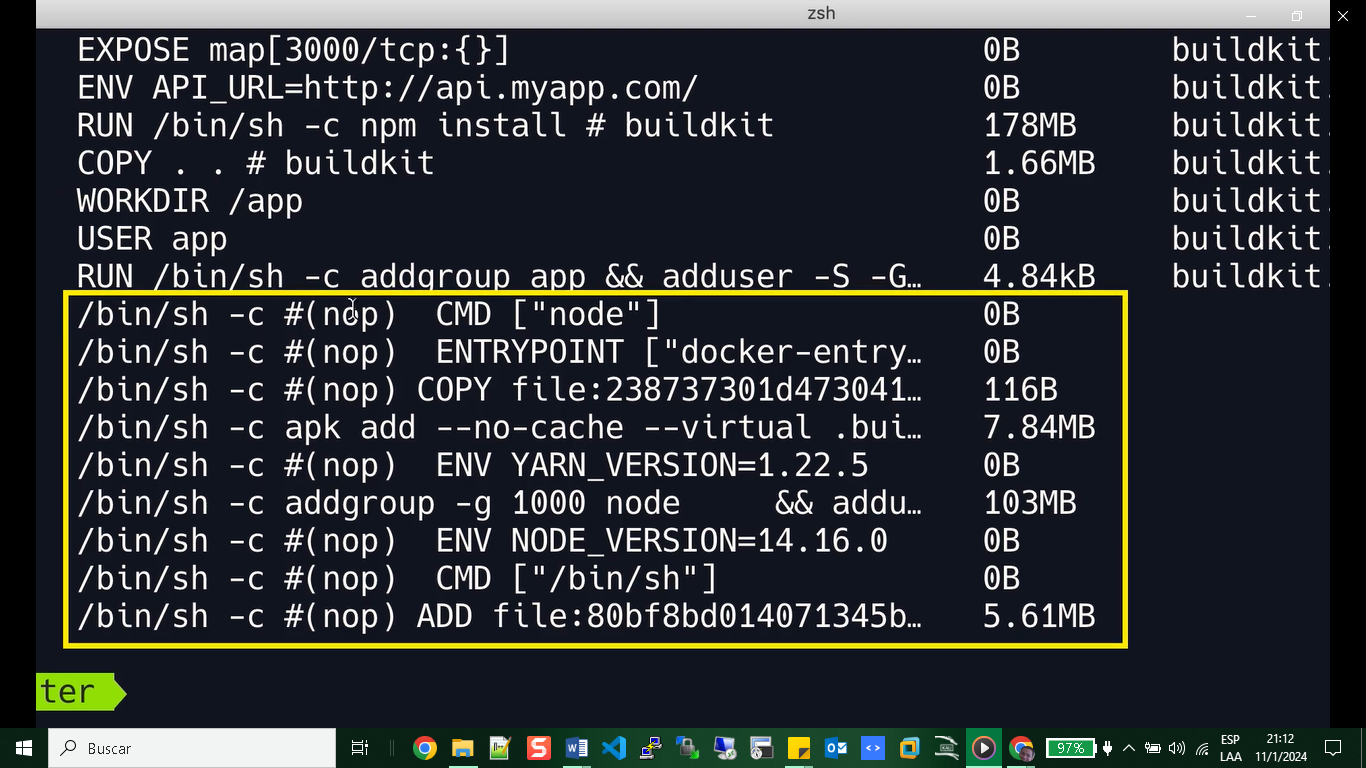 zsh
EXPOSE map[3000/tcp:{}] 0B buildkit.
ENV API_URL=http://api.myapp.com/ 0B buildkit.
RUN /bin/sh -c npm install # buildkit 178MB buildkit.
COPY . . # buildkit 1.66MB buildkit.
WORKDIR /app 0B buildkit.
USER app 0B buildkit.
RUN /bin/sh -c addgroup app && adduser -S -G… 4.84kB buildkit.
/bin/sh -c #(nop)  CMD ["node"] 0B
/bin/sh -c #(nop)  ENTRYPOINT ["docker-entry… 0B
/bin/sh -c #(nop) COPY file:238737301d473041… 116B
/bin/sh -c apk add --no-cache --virtual .bui… 7.84MB
/bin/sh -c #(nop)  ENV YARN_VERSION=1.22.5 0B
/bin/sh -c addgroup -g 1000 node     && addu… 103MB
/bin/sh -c #(nop)  ENV NODE_VERSION=14.16.0 0B
/bin/sh -c #(nop)  CMD ["/bin/sh"] 0B
/bin/sh -c #(nop) ADD file:80bf8bd014071345b… 5.61MB
ter
Buscar
97%
ESP
LAA
21:12
11/1/2024